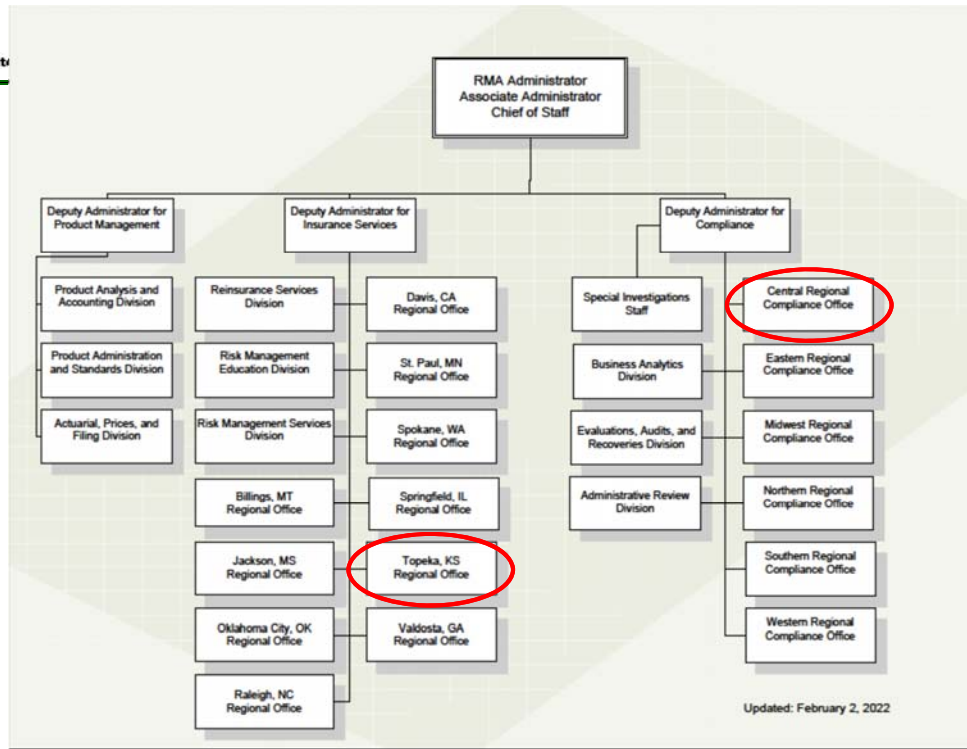 RMA Administrator
Associate Administrator
Chief of Staff
Deputy Administrator for
Product Management
Deputy Administrator for
Insurance Services
Deputy Administrator for
Compliance
Product Analysis and
Accounting Division
Product Administration
and Standards Division
Actuarial, Prices, and
Filing Division
Reinsurance Services
Division
Risk Management
Education Division
Risk Management Services
Division
Billings, MT
Regional Office
Jackson, MS
Regional Office
Oklahoma City, OK
Regional Office
Raleigh, NC
Regional Office
Davis, CA
Regional Office
St. Paul, MN
Regional Office
Spokane, WA
Regional Office
Springfield, IL
Regional Office
Topeka, KS
Regional Office
Valdosta, GA
Regional Office
Special Investigations
Staff
Business Analytics
Division
Evaluations, Audits, and
Recoveries Division
Administrative Review
Division
Central Regional
Compliance Office
Eastern Regional
Compliance Office
Midwest Regional
Compliance Office
Northern Regional
Compliance Office
Southern Regional
Compliance Office
Western Regional
Compliance Office
Updated: February 2, 2022